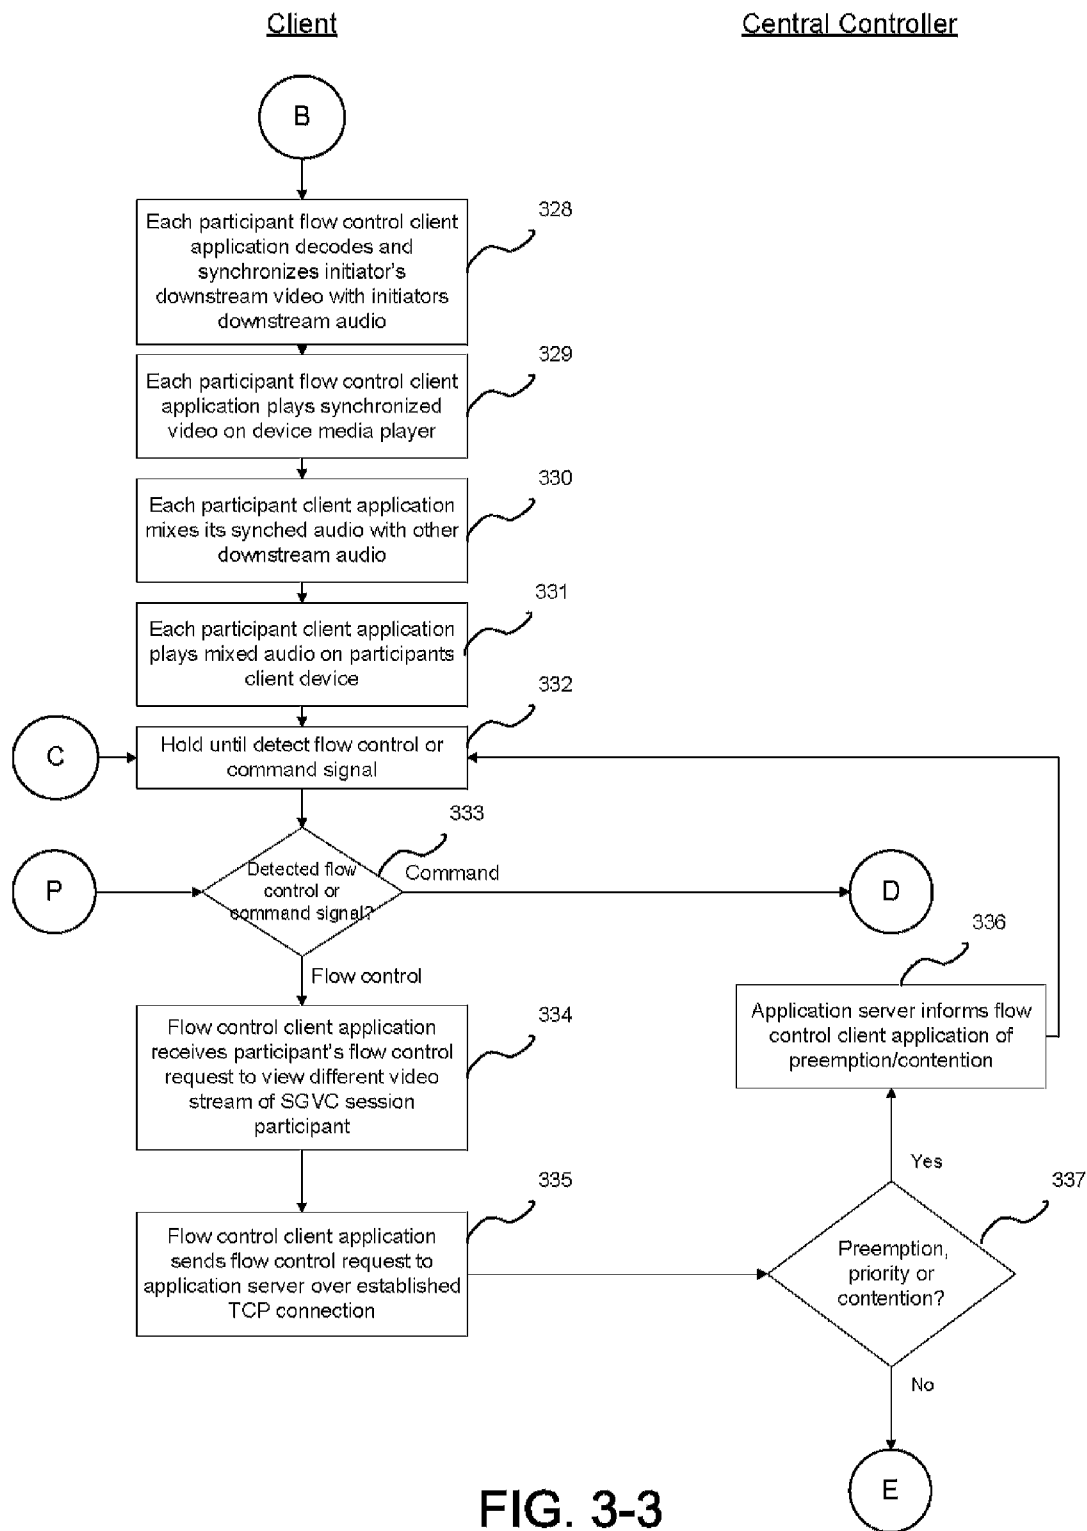 Client
Central Controller
B
328
Each participant flow control client
application decodes and
synchronizes initiator's
downstream video with initiators
downstream audio
329
Each participant flow control client
application plays synchronized
video on device media player
330
Each participant client application
mixes its synched audio with other
downstream audio
331
Each participant client application
plays mixed audio on participants
client device
332
C
Hold until detect flow control or
command signal
333
P
Detected flow
control or
command signal?
Command
D
Flow control
336
Application server informs flow
control client application of
preemption/contention
334
Flow control client application
receives participant's flow control
request to view different video
stream of SGVC session
participant
335
Flow control client application
sends flow control request to
application server over established
TCP connection
Yes
337
Preemption,
priority or
contention?
No
E
FIG. 3-3